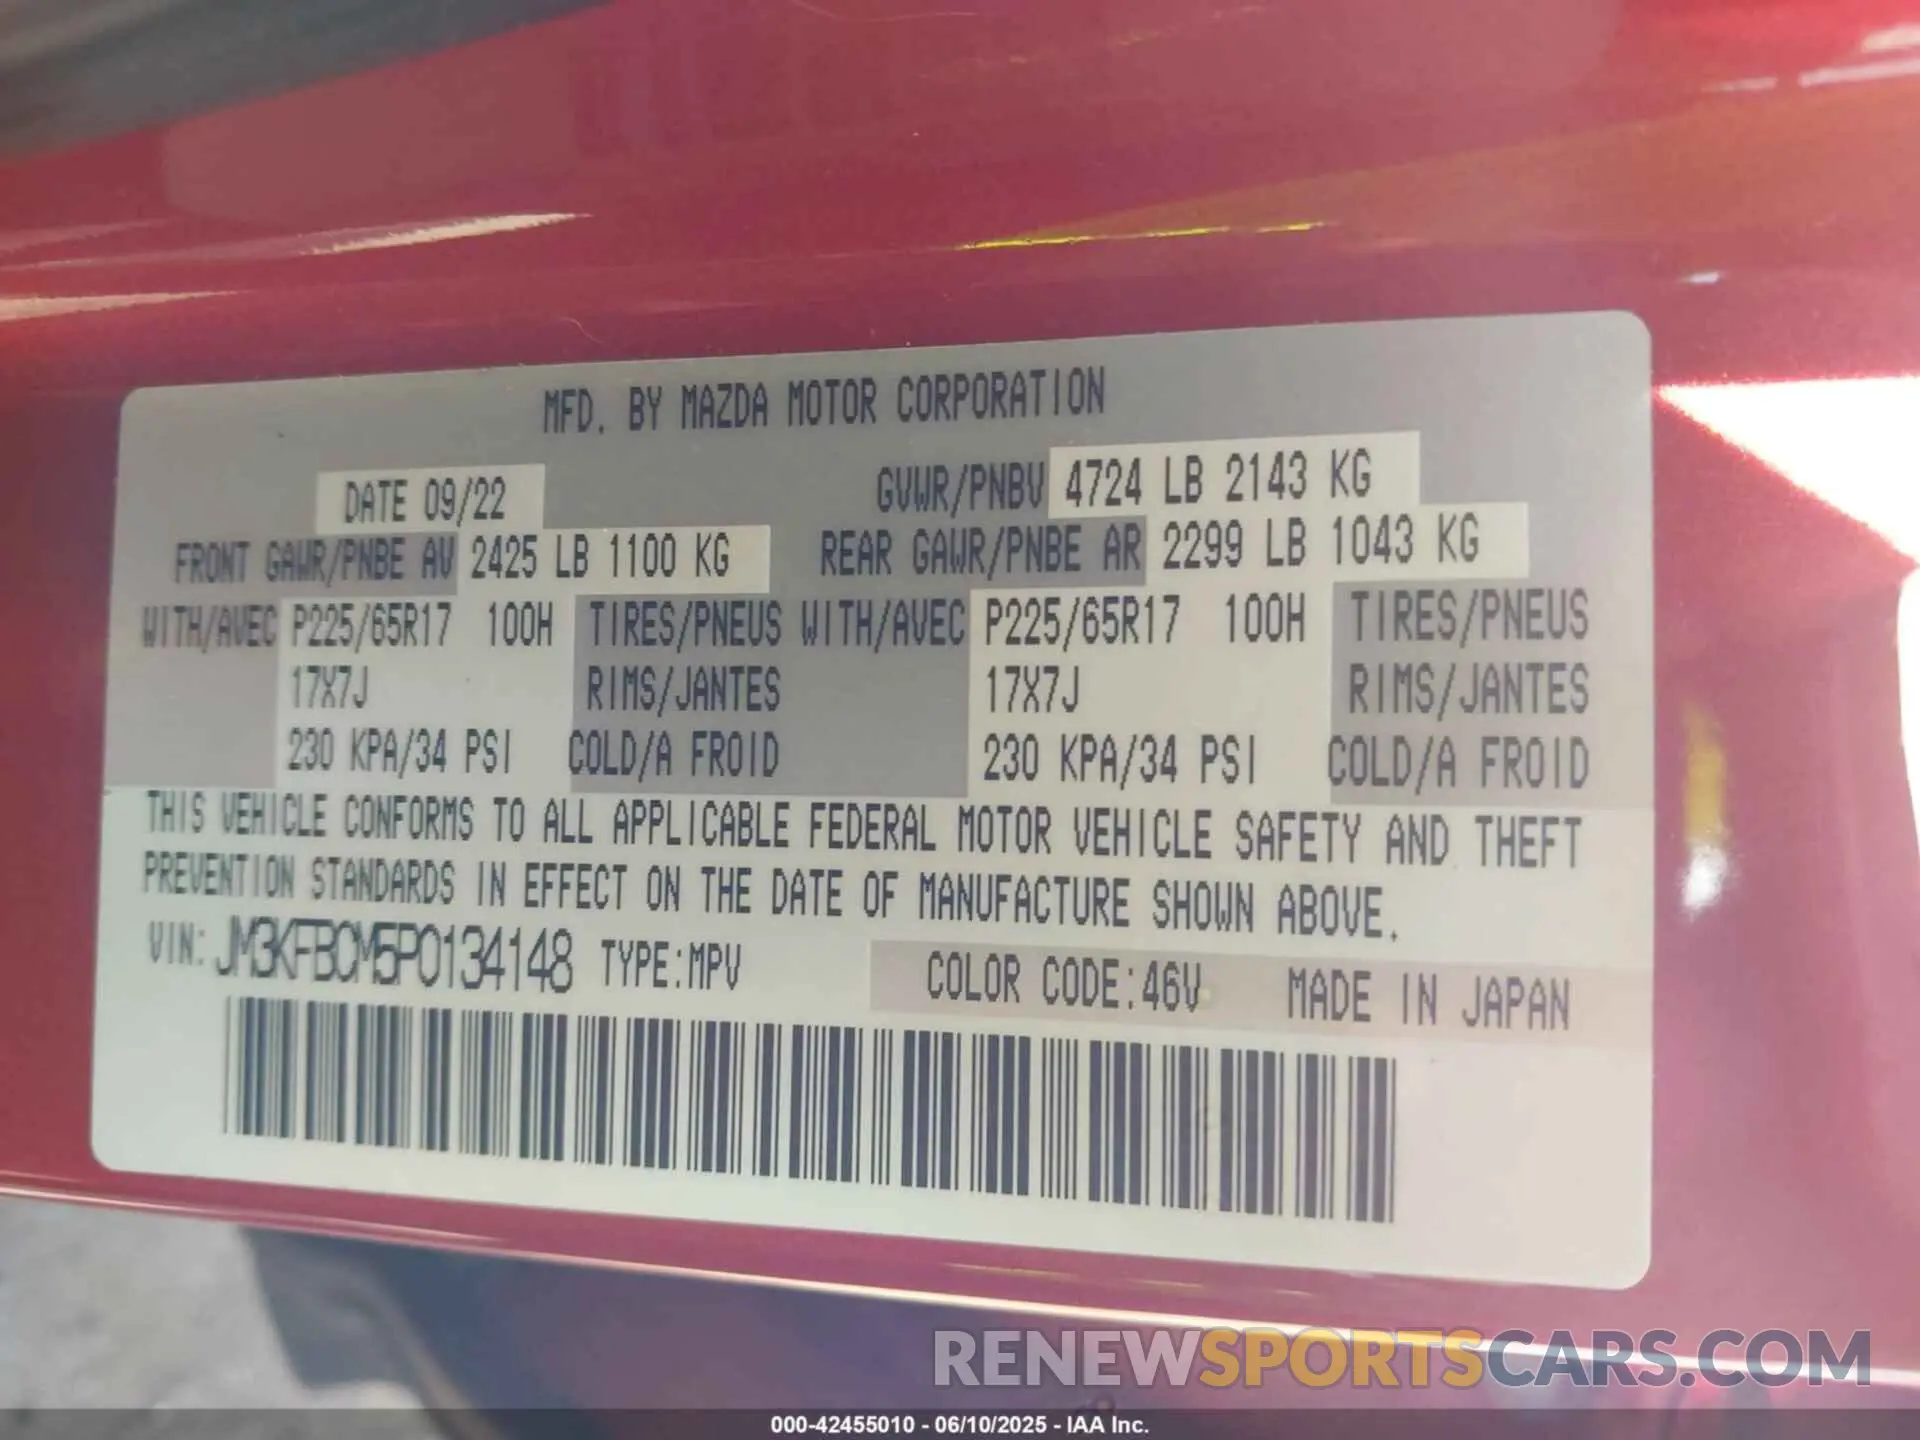 MFD. BY MAZDA MOTOR CORPORATION
DATE 09/22 GVWR/PNBV 4724 LB 2143 KG
FRONT GAWR/PNBE AV 2425 LB 1100 KG REAR GAWR/PNBE AR 2299 LB 1043 KG
WITH/AVEC P225/65R17 100H TIRES/PNEUS WITH/AVEC P225/65R17 100H TIRES/PNEUS
17X7J RIMS/JANTES 17X7J RIMS/JANTES
230 KPA/34 PSI COLD/A FROID 230 KPA/34 PSI COLD/A FROID
THIS VEHICLE CONFORMS TO ALL APPLICABLE FEDERAL MOTOR VEHICLE SAFETY AND THEFT
PREVENTION STANDARDS IN EFFECT ON THE DATE OF MANUFACTURE SHOWN ABOVE.
VIN: JM3KFBCM5P0134148 TYPE:MPV COLOR CODE:46V MADE IN JAPAN
RENEWSPORTSCARS.COM
000-42455010 - 06/10/2025 - IAA Inc.